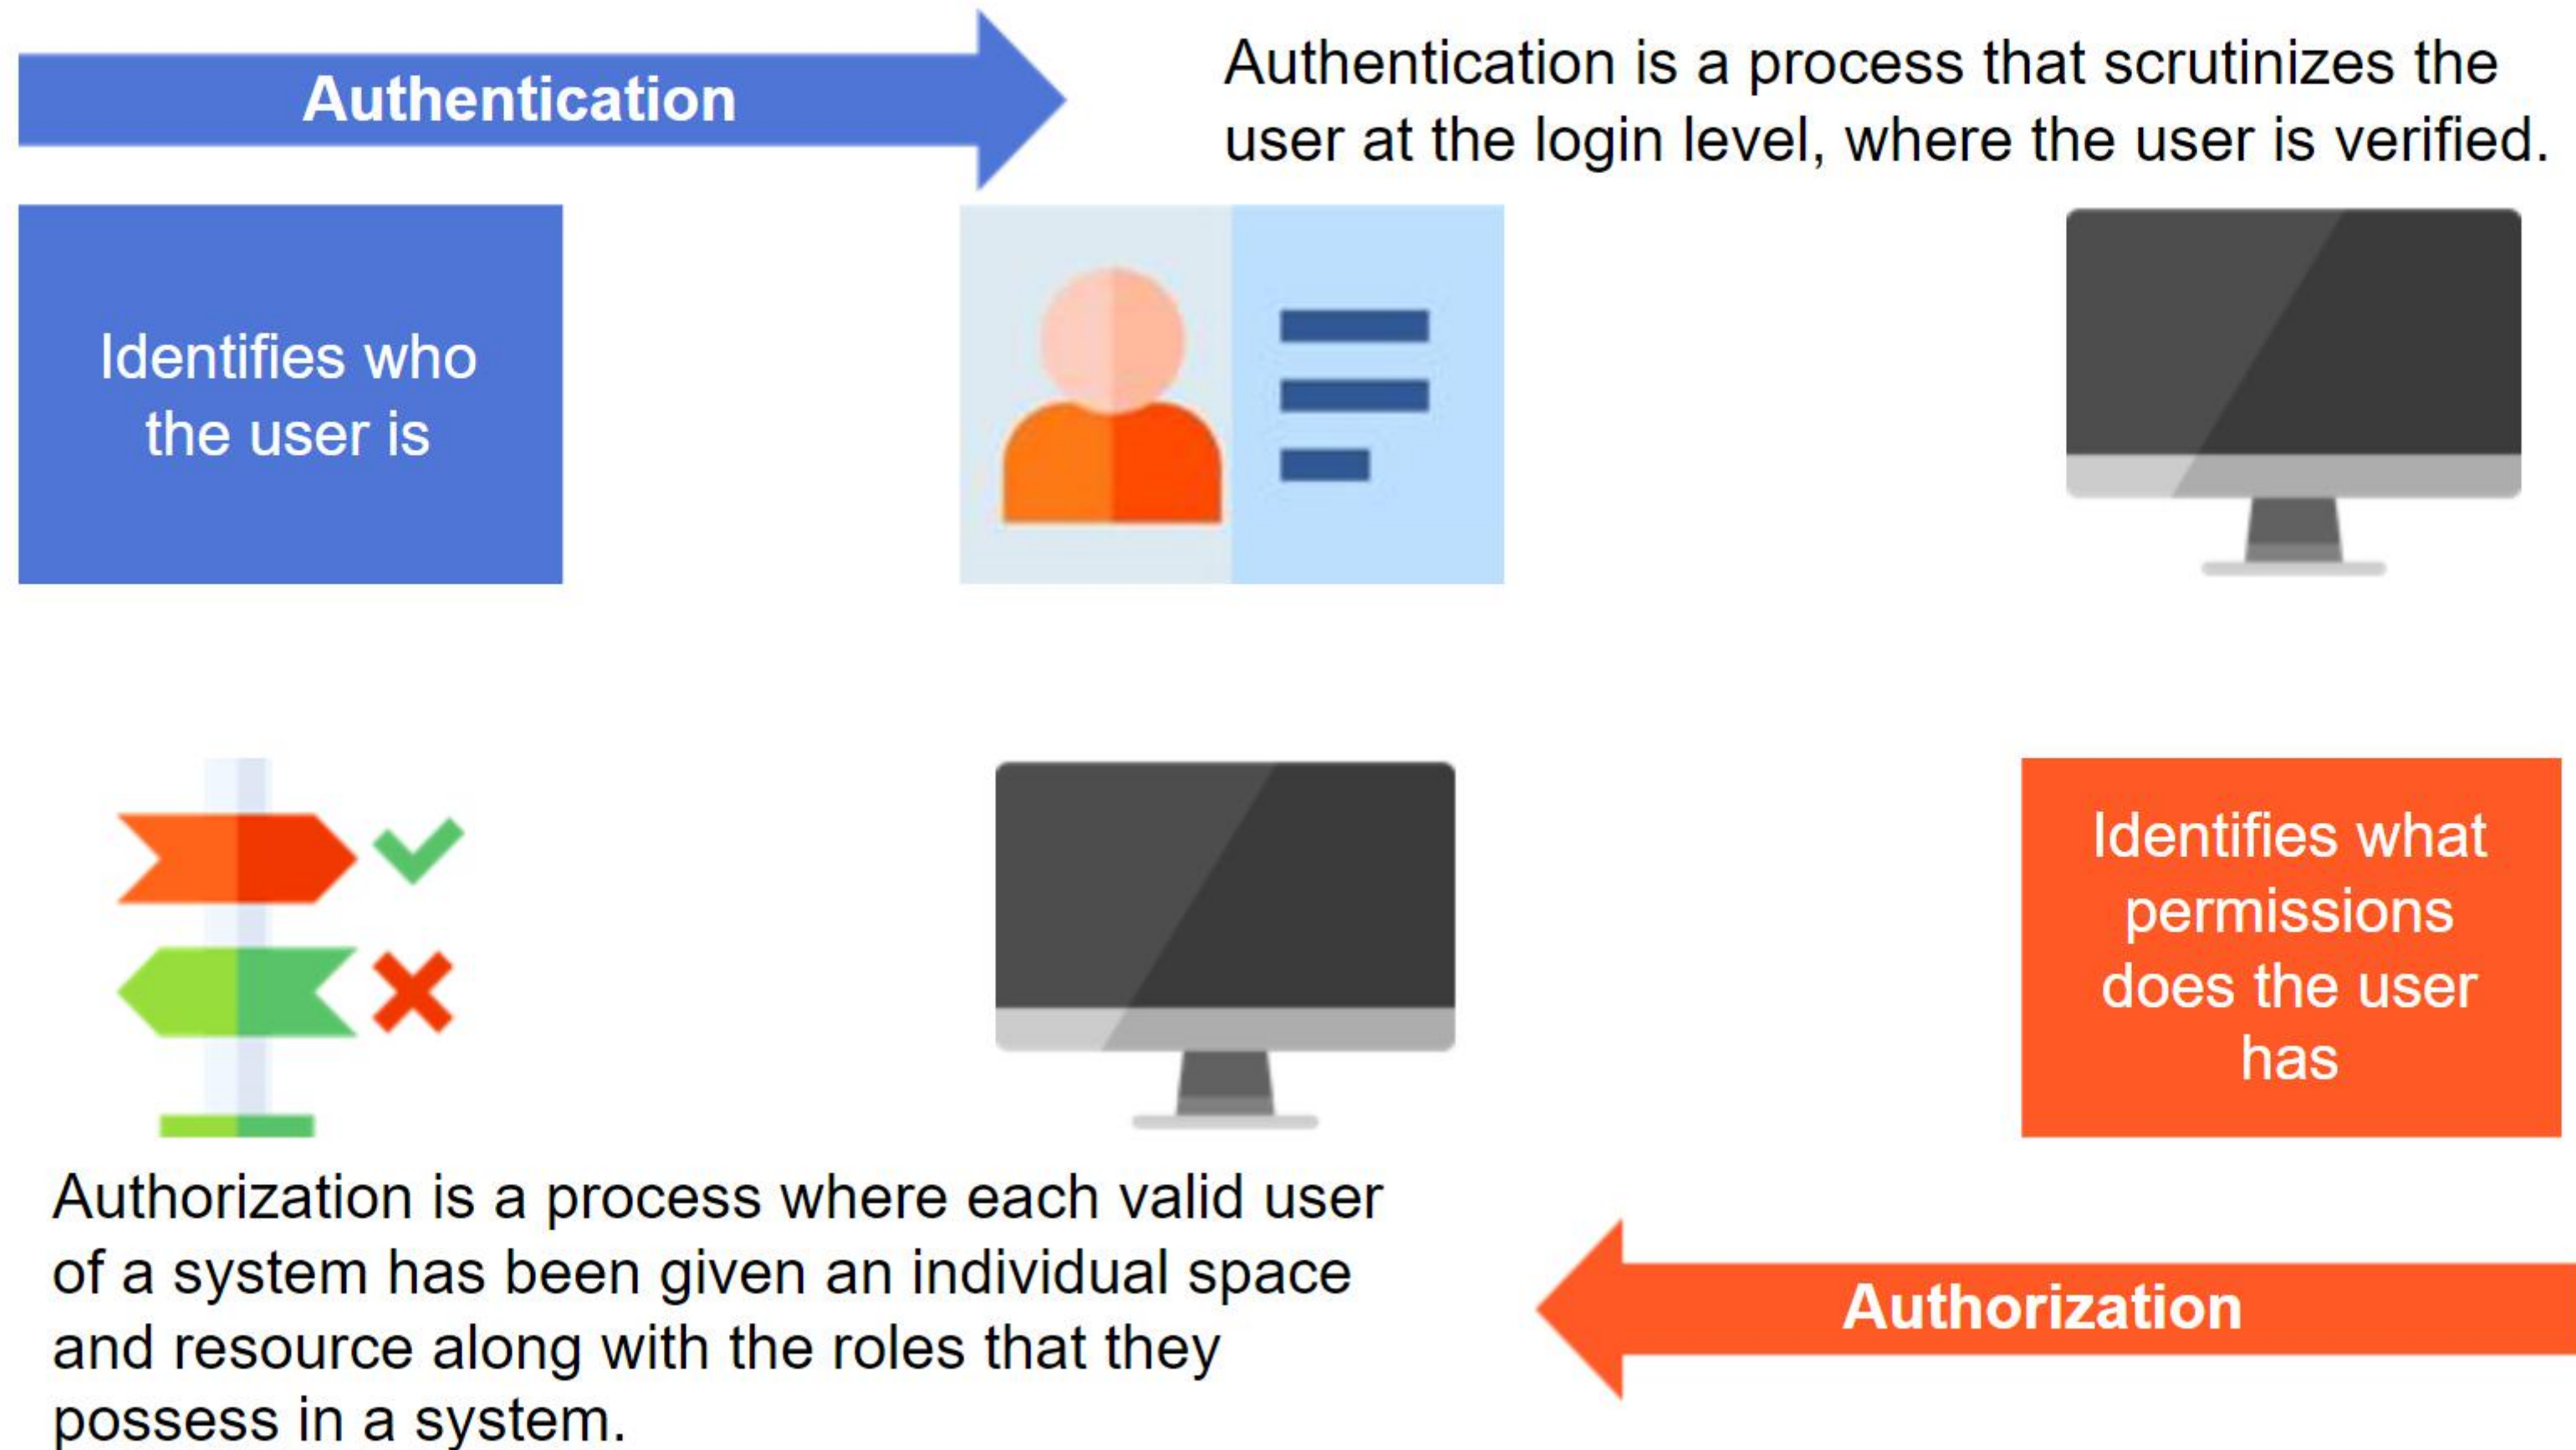 Authentication
Authentication is a process that scrutinizes the
user at the login level, where the user is verified.
Identifies who
the user is
Identifies what
permissions
does the user
has
Authorization is a process where each valid user
of a system has been given an individual space
and resource along with the roles that they
possess in a system.
Authorization